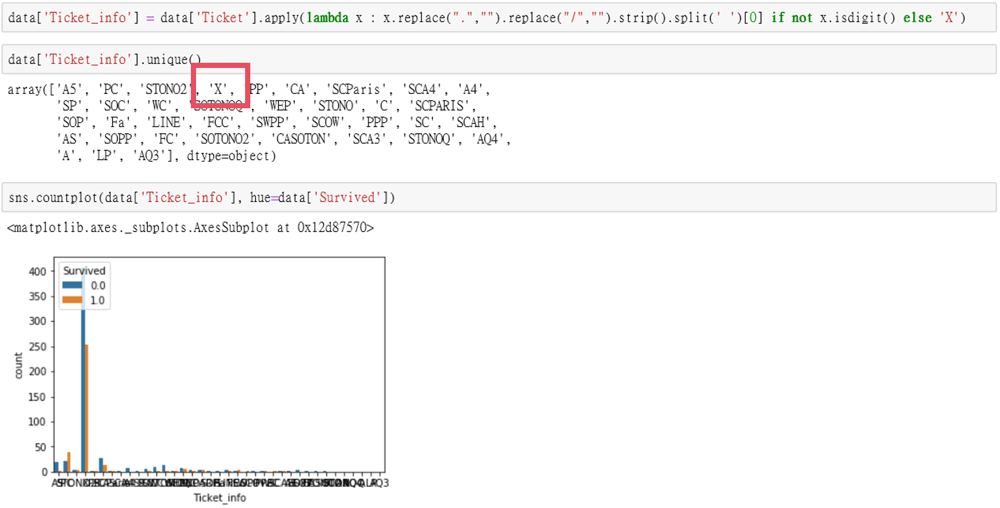 data['Ticket_info'] = data['Ticket'].apply(lambda x : x.replace(".","").replace("/","").strip().split(' ')[0] if not x.isdigit() else 'X')
data['Ticket_info'].unique()
array(['A5', 'PC', 'STONO2', 'X', 'PP', 'CA', 'SCParis', 'SCA4', 'A4',
'SP', 'SOC', 'WC', 'SOTONOQ', 'WEP', 'STONO', 'C', 'SCPARIS',
'SOP', 'Fa', 'LINE', 'FCC', 'SWPP', 'SCOW', 'PPP', 'SC', 'SCAH',
'AS', 'SOPP', 'FC', 'SOTONO2', 'CASOTON', 'SCA3', 'STONOQ', 'AQ4',
'A', 'LP', 'AQ3'], dtype=object)
sns.countplot(data['Ticket_info'], hue=data['Survived'])
<matplotlib.axes._subplots.AxesSubplot at 0x12d87570>
Survived
0.0
1.0
400
350
300
250
200
150
100
50
0
count
AQ3
Ticket_info